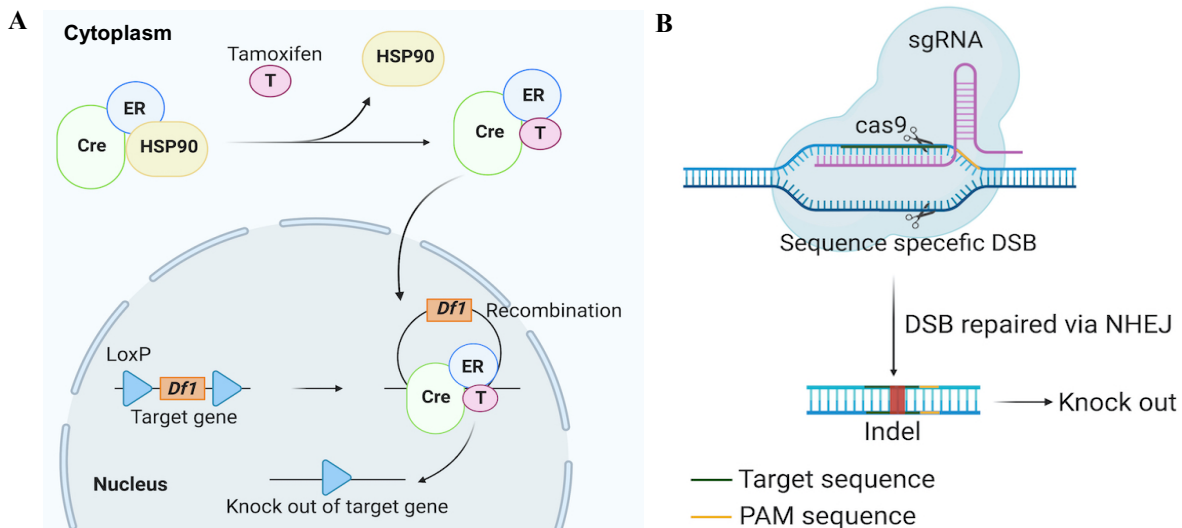 A
Cytoplasm
Tamoxifen
T
HSP90
ER
Cre
HSP90
ER
Cre
T
Df1
Recombination
LoxP
Df1
Target gene
ER
Cre
T
Nucleus
Knock out of target gene
B
sgRNA
cas9
Sequence specefic DSB
DSB repaired via NHEJ
Indel
Knock out
Target sequence
PAM sequence